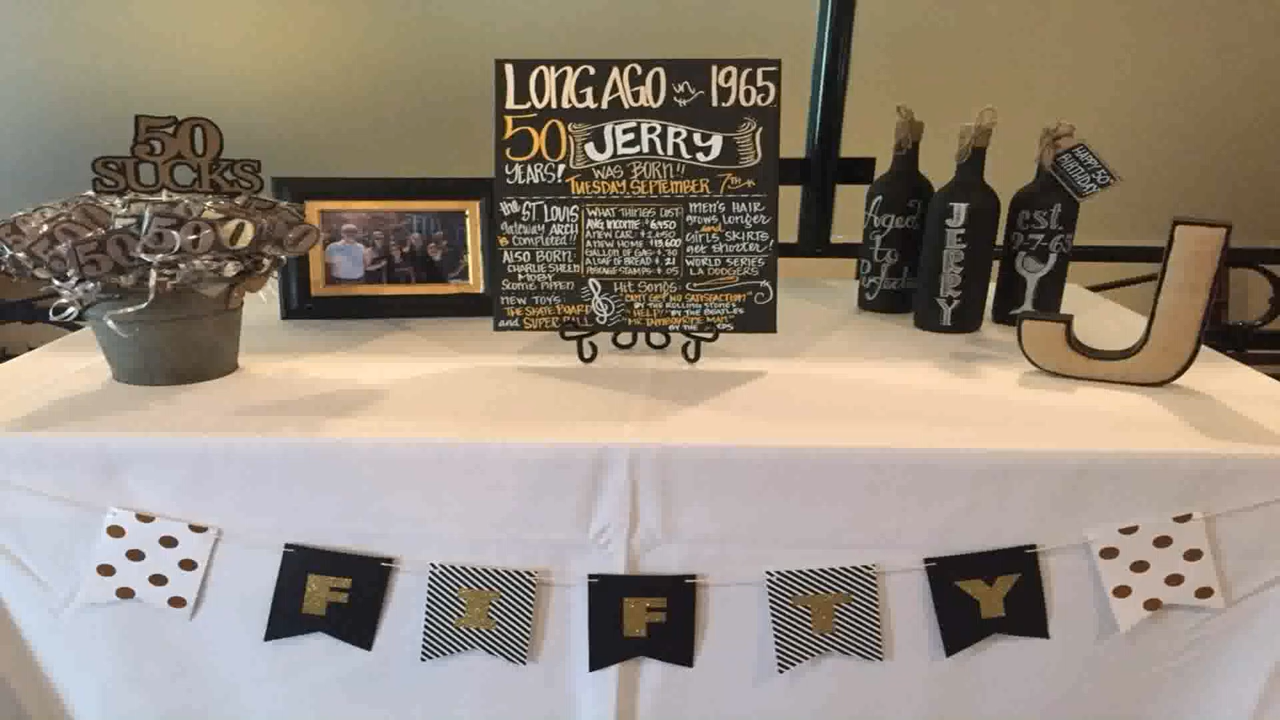 50
SUCKS
50
LONG AGO in 1965
50
YEARS!
JERRY
WAS BORN!!
TUESDAY, SEPTEMBER 7TH
the ST LOUIS
gateway ARCH
is Completed!!
ALSO BORN:
CHARLIE SHEEN
MOBY
Scottie PIPPEN
NEW TOYS:
THE SKATE BOARD
and SUPER BALL
WHAT THINGS COST:
AVG INCOME $6,450
A NEW CAR $2,650
A NEW HOME $13,600
GALLON OF GAS $.30
A LOAF OF BREAD $.21
POSTAGE STAMPS $.05
MEN'S HAIR
grows longer
and
girls SKIRTS
get shorter!
WORLD SERIES
LA DODGERS
Hit Songs:
"CAN'T GET NO SATISFACTION"
BY THE ROLLING STONES
"HELP!" BY THE BEATLES
BY THE
Aged
to
JERRY
est.
9-7-65
HAPPY 50th
BIRTHDAY
J
FIFTY